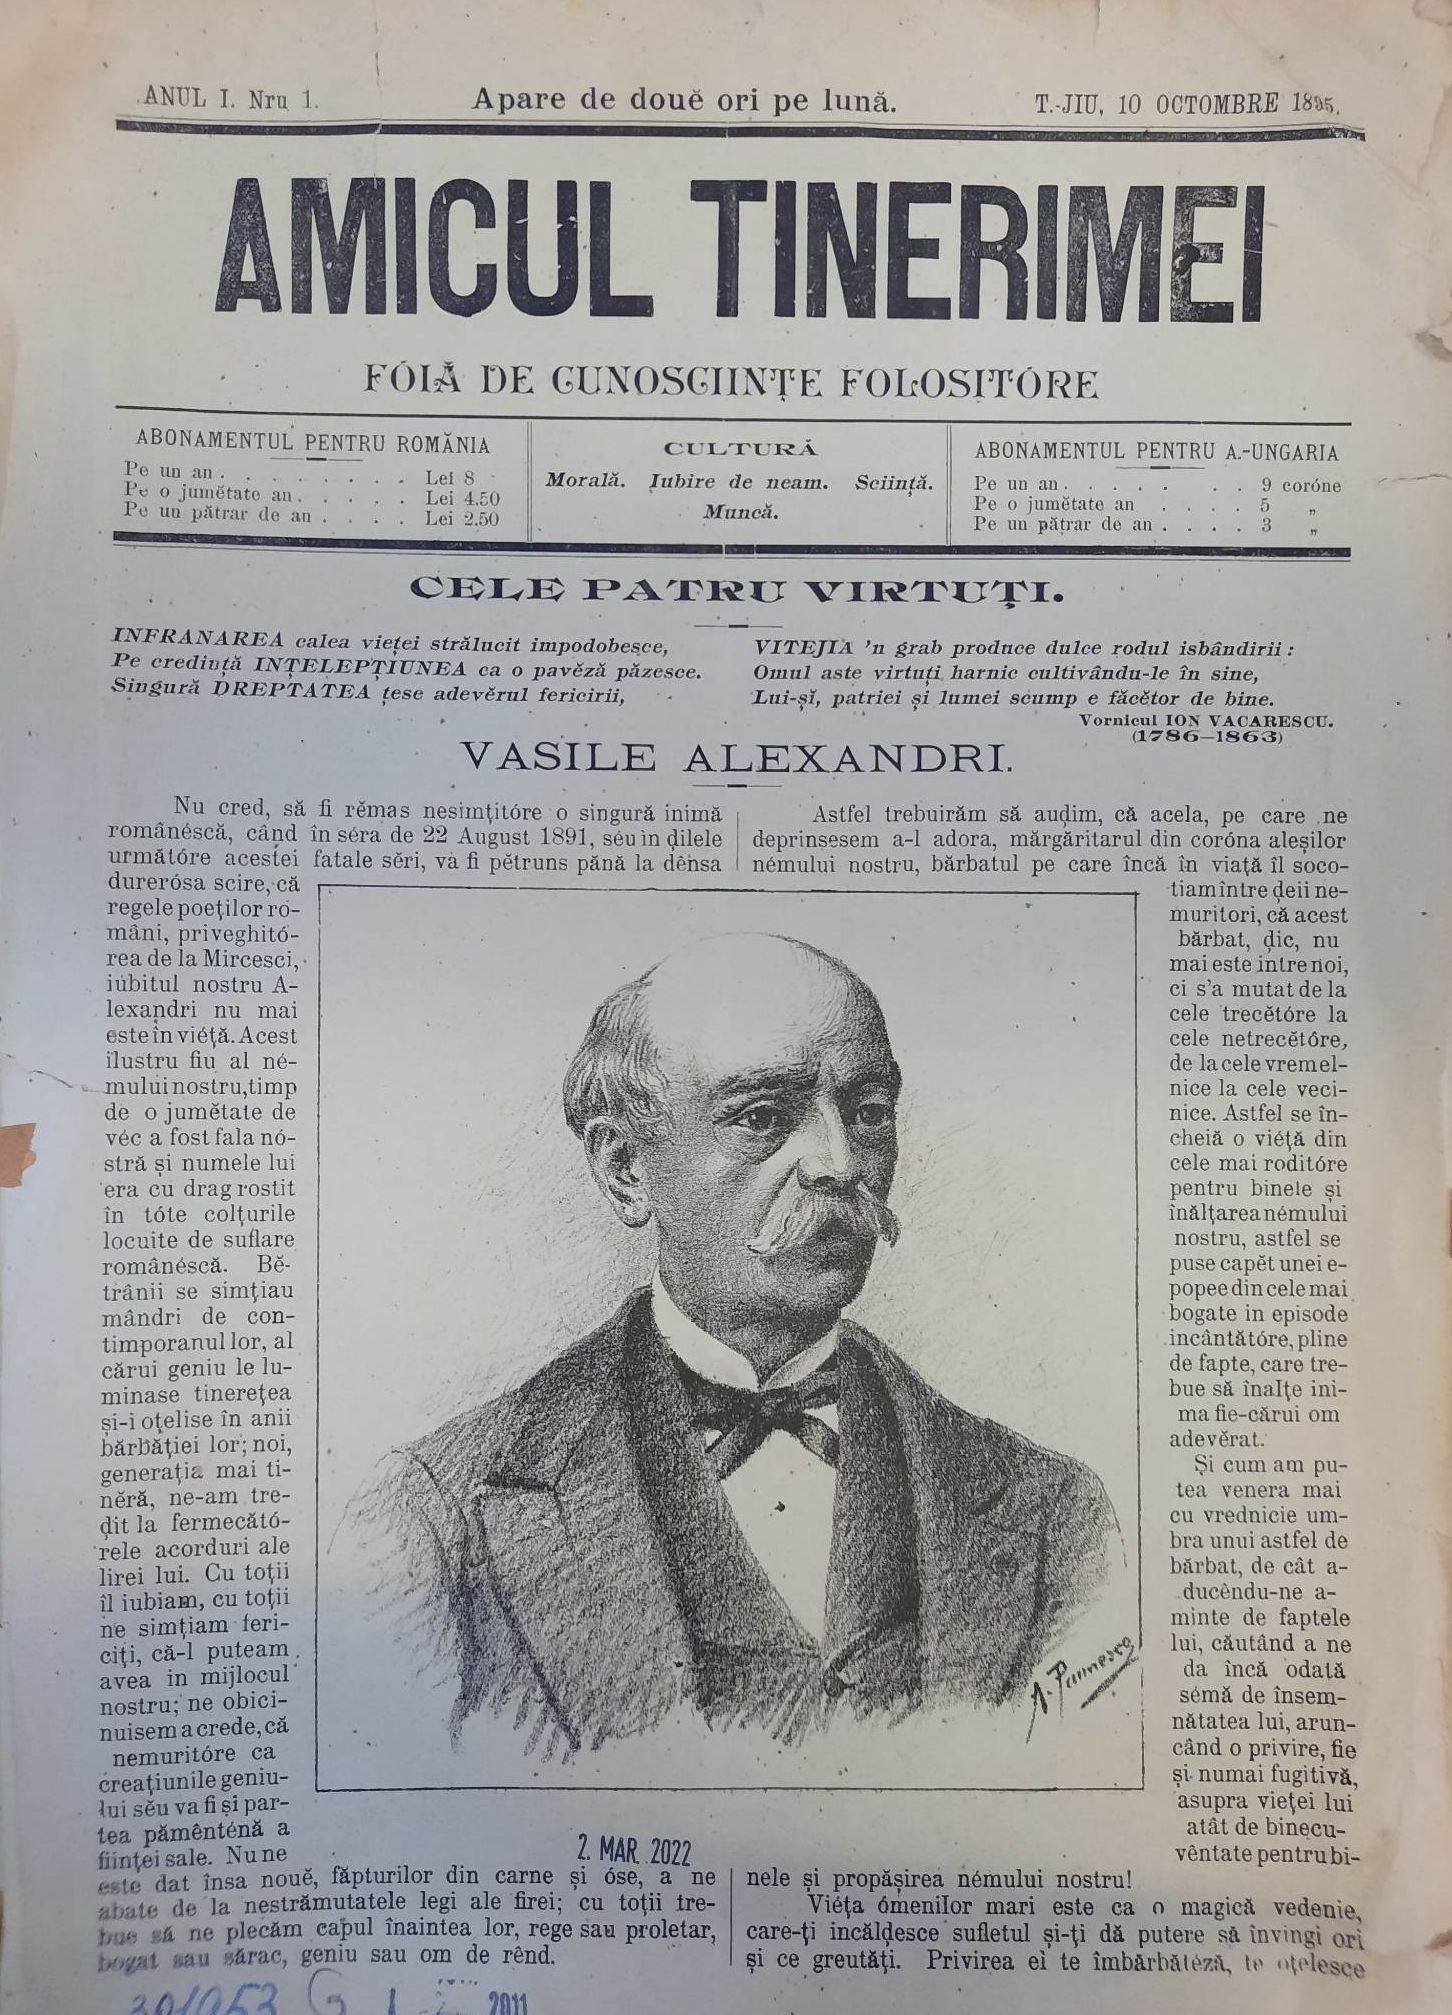 ANUL I. Nru 1.
Apare de douĕ ori pe lună.
T.-JIU, 10 OCTOMBRE 1895.
AMICUL TINERIMEI
FÓIĂ DE CUNOSCIINȚE FOLOSITÓRE
ABONAMENTUL PENTRU ROMĂNIA
Pe un an . . . . . . . . Lei 8
Pe o jumĕtate an . . . . . Lei 4.50
Pe un pătrar de an . . . . Lei 2.50
CULTURĂ
Morală. Iubire de neam. Sciință.
Muncă.
ABONAMENTUL PENTRU A.-UNGARIA
Pe un an . . . . . . . 9 coróne
Pe o jumĕtate an . . . . 5 „
Pe un pătrar de an . . . . 3 „
CELE PATRU VIRTUȚI.
INFRANAREA calea vieței strălucit impodobesce,
Pe credință INȚELEPȚIUNEA ca o pavĕză păzesce.
Singură DREPTATEA țese adevĕrul fericirii,
VITEJIA 'n grab produce dulce rodul isbândirii :
Omul aste virtuți harnic cultivându-le în sine,
Lui-șĭ, patriei și lumei scump e făcĕtor de bine.
Vornicul ION VACARESCU.
(1786—1863)
VASILE ALEXANDRI.
Nu cred, să fi rĕmas nesimțitóre o singură inimă
românéscă, când în séra de 22 August 1891, séu in ḑilele
următóre acestei fatale sĕri, va fi pĕtruns pănă la dênsa
durerósa scire, că
regele poeților ro-
mâni, priveghitó-
rea de la Mircesci,
iubitul nostru A-
lexandri nu mai
este în viéță. Acest
ilustru fiu al né-
mului nostru, timp
de o jumĕtate de
véc a fost fala nó-
stră și numele lui
era cu drag rostit
în tóte colțurile
locuite de suflare
românéscă. Bĕ-
trânii se simțiau
mândri de con-
timporanul lor, al
cărui geniu le lu-
minase tinerețea
și-i oțelise în anii
bărbăției lor; noi,
generația mai ti-
nĕră, ne-am tre-
ḑit la fermecătó-
rele acorduri ale
lirei lui. Cu toții
îl iubiam, cu toții
ne simțiam feri-
ciți, că-l puteam
avea in mijlocul
nostru; ne obici-
nuisem a crede, că
nemuritóre ca
creațiunile geniu-
lui sĕu va fi și par-
tea pămênténă a
ființei sale. Nu ne
este dat însa nouĕ, făpturilor din carne și óse, a ne
abate de la nestrămutatele legi ale firei; cu toții tre-
bue să ne plecăm capul înaintea lor, rege sau proletar,
bogat sau sărac, geniu sau om de rênd.
Astfel trebuirăm să auḑim, că acela, pe care ne
deprinsesem a-l adora, mărgăritarul din coróna aleșilor
némului nostru, bărbatul pe care încă în viață îl soco-
tiam între ḑeii ne-
muritori, că acest
bărbat, ḑic, nu
mai este intre noi,
ci s'a mutat de la
cele trecĕtóre la
cele netrecĕtôre,
de la cele vremel-
nice la cele veci-
nice. Astfel se în-
cheiă o viéță din
cele mai roditóre
pentru binele și
înălțarea némului
nostru, astfel se
puse capĕt unei e-
popee din cele mai
bogate in episode
incântătóre, pline
de fapte, care tre-
bue să înalțe ini-
ma fie-cărui om
adevĕrat.
Și cum am pu-
tea venera mai
cu vrednicie um-
bra unui astfel de
bărbat, de cât a-
ducêndu-ne a-
minte de faptele
lui, căutând a ne
da încă odată
sémă de însem-
nătatea lui, arun-
când o privire, fie
și numai fugitivă,
asupra vieței lui
atât de binecu-
vêntate pentru bi-
nele și propășirea némului nostru!
Viéța ómenilor mari este ca o magică vedenie,
care-ți incălḑesce sufletul și-ți dă putere să învingi ori
și ce greutăți. Privirea ei te îmbărbătéză, te oțelesce
2. MAR. 2022
301953
2011